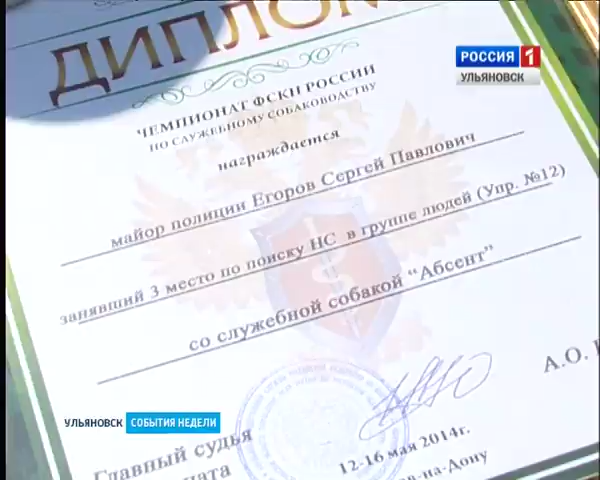 ДИПЛОМ
РОССИЯ 1
УЛЬЯНОВСК
ЧЕМПИОНАТ ФСКН РОССИИ
ПО СЛУЖЕБНОМУ СОБАКОВОДСТВУ
награждается
майор полиции Егоров Сергей Павлович
занявший 3 место по поиску НС в группе людей (Упр. №12)
со служебной собакой “Абсент”
А.О.
УЛЬЯНОВСК СОБЫТИЯ НЕДЕЛИ
Главный судья
12-16 мая 2014г.